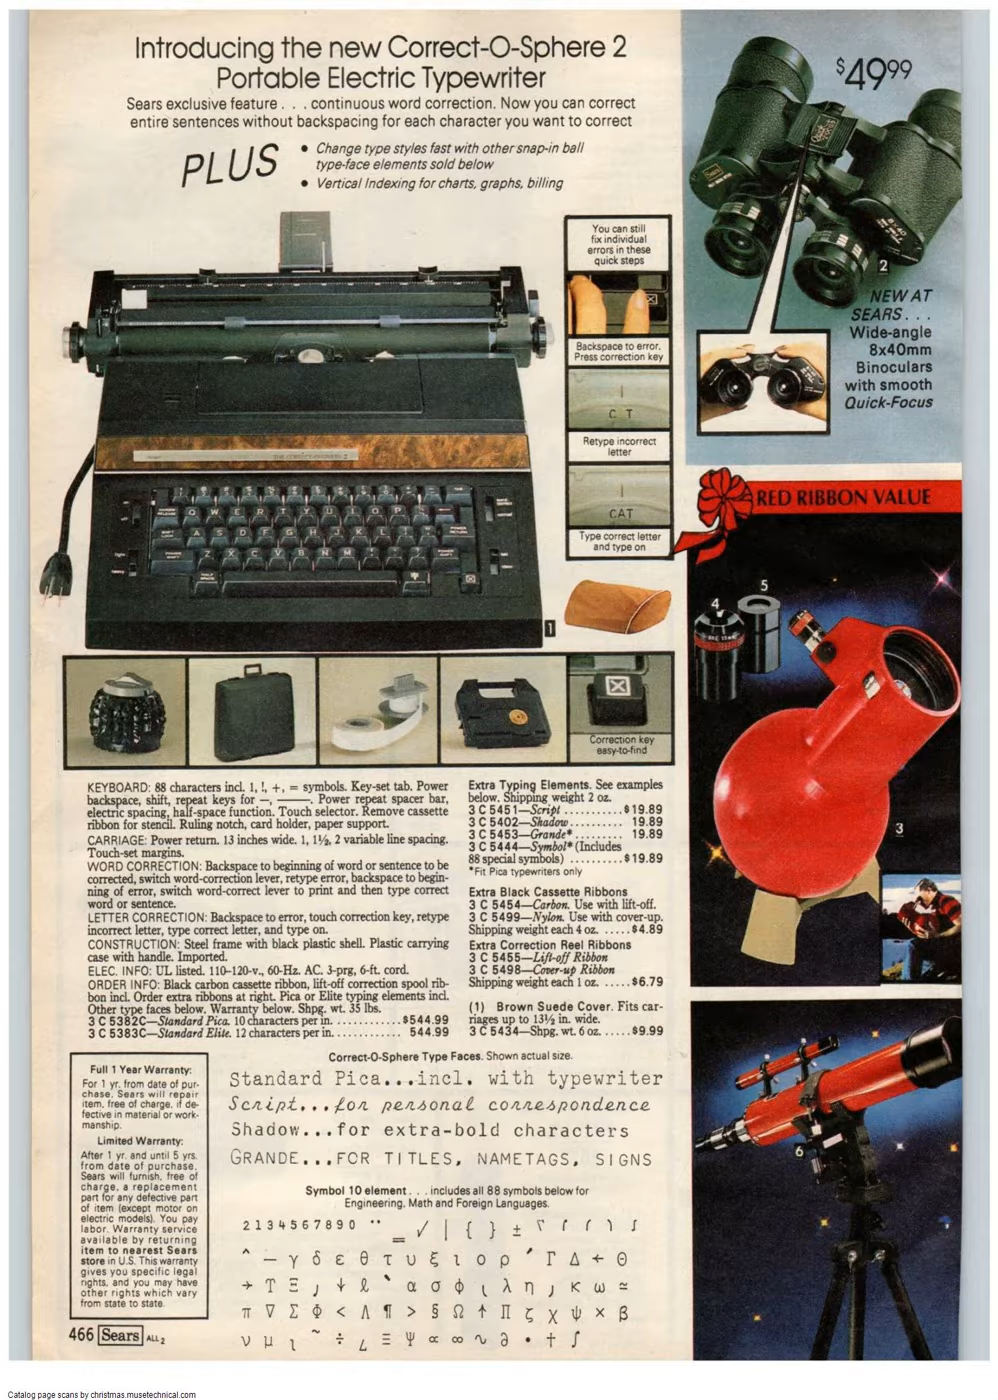 Introducing the new Correct-O-Sphere 2
Portable Electric Typewriter
Sears exclusive feature . . . continuous word correction. Now you can correct
entire sentences without backspacing for each character you want to correct
PLUS
• Change type styles fast with other snap-in ball
type-face elements sold below
• Vertical Indexing for charts, graphs, billing
You can still
fix individual
errors in these
quick steps
Backspace to error.
Press correction key
C T
Retype incorrect
letter
CAT
Type correct letter
and type on
1
Correction key
easy-to-find
$49⁹⁹
2
NEW AT
SEARS . . .
Wide-angle
8x40mm
Binoculars
with smooth
Quick-Focus
RED RIBBON VALUE
5
4
3
6
KEYBOARD: 88 characters incl. 1, !, +, = symbols. Key-set tab. Power
backspace, shift, repeat keys for –, ———. Power repeat spacer bar,
electric spacing, half-space function. Touch selector. Remove cassette
ribbon for stencil. Ruling notch, card holder, paper support.
CARRIAGE: Power return. 13 inches wide. 1, 1½, 2 variable line spacing.
Touch-set margins.
WORD CORRECTION: Backspace to beginning of word or sentence to be
corrected, switch word-correction lever, retype error, backspace to begin-
ning of error, switch word-correct lever to print and then type correct
word or sentence.
LETTER CORRECTION: Backspace to error, touch correction key, retype
incorrect letter, type correct letter, and type on.
CONSTRUCTION: Steel frame with black plastic shell. Plastic carrying
case with handle. Imported.
ELEC. INFO: UL listed. 110-120-v., 60-Hz. AC. 3-prg, 6-ft. cord.
ORDER INFO: Black carbon cassette ribbon, lift-off correction spool rib-
bon incl. Order extra ribbons at right. Pica or Elite typing elements incl.
Other type faces below. Warranty below. Shpg. wt. 35 lbs.
3 C 5382C—Standard Pica. 10 characters per in. . . . . . . . . . . . . $544.99
3 C 5383C—Standard Elite. 12 characters per in. . . . . . . . . . . . . 544.99
Extra Typing Elements. See examples
below. Shipping weight 2 oz.
3 C 5451—Script . . . . . . . . . . . $19.89
3 C 5402—Shadow . . . . . . . . . . 19.89
3 C 5453—Grande* . . . . . . . . . 19.89
3 C 5444—Symbol* (Includes
88 special symbols) . . . . . . . . . . $19.89
*Fit Pica typewriters only
Extra Black Cassette Ribbons
3 C 5454—Carbon. Use with lift-off.
3 C 5499—Nylon. Use with cover-up.
Shipping weight each 4 oz. . . . . . $4.89
Extra Correction Reel Ribbons
3 C 5455—Lift-off Ribbon
3 C 5498—Cover-up Ribbon
Shipping weight each 1 oz. . . . . . $6.79
(1) Brown Suede Cover. Fits car-
riages up to 13½ in. wide.
3 C 5434—Shpg. wt. 6 oz. . . . . . $9.99
Full 1 Year Warranty:
For 1 yr. from date of pur-
chase, Sears will repair
item, free of charge, if de-
fective in material or work-
manship.
Limited Warranty:
After 1 yr. and until 5 yrs.
from date of purchase,
Sears will furnish, free of
charge, a replacement
part for any defective part
of item (except motor on
electric models). You pay
labor. Warranty service
available by returning
item to nearest Sears
store in U.S. This warranty
gives you specific legal
rights, and you may have
other rights which vary
from state to state.
Correct-O-Sphere Type Faces. Shown actual size.
Standard Pica...incl. with typewriter
Script...for personal correspondence
Shadow...for extra-bold characters
GRANDE...FOR TITLES, NAMETAGS, SIGNS
Symbol 10 element . . . includes all 88 symbols below for
Engineering, Math and Foreign Languages.
2 1 3 4 5 6 7 8 9 0 ¨ = √ | { } ±
^ – γ δ ε θ τ υ ξ ι ο ρ ′ Γ Δ ← Θ
→ Υ Ξ ȷ ↓ ℓ ` α σ φ λ η κ ω ≃
π ∇ Σ Φ < Λ ¶ > § Ω ↑ Π ζ χ ψ × β
ν μ ι ~ ÷ Ξ Ψ ∝ ∞ ∿ ∂ • † ∫
466 Sears ALL 2
Catalog page scans by christmas.musetechnical.com